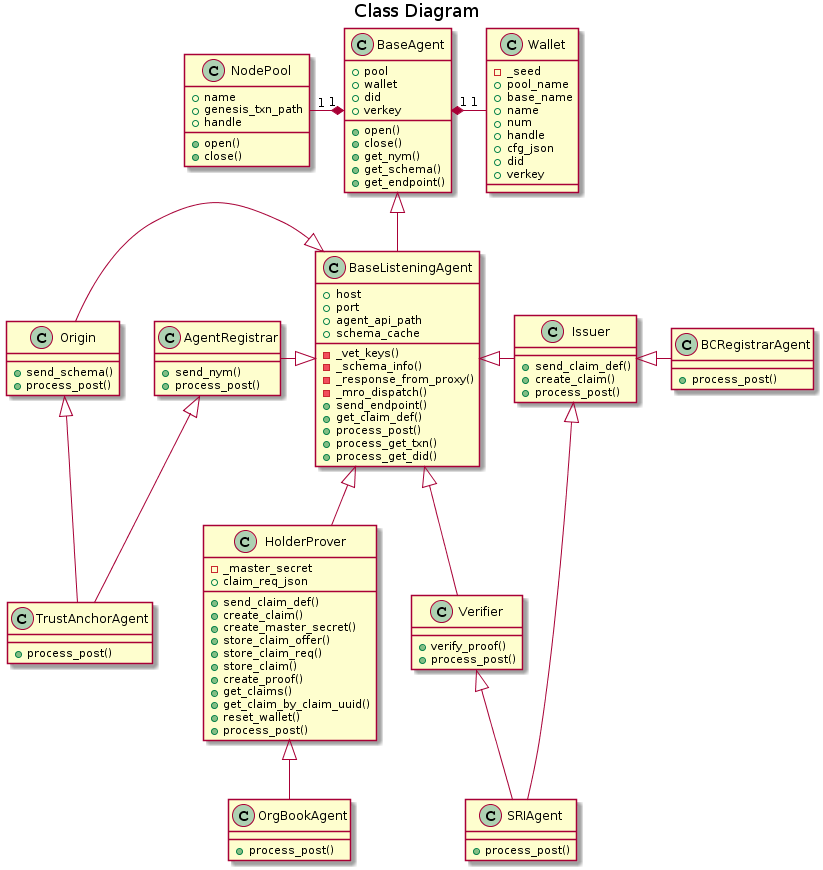 Class Diagram
C NodePool
name
genesis_txn_path
handle
open()
close()
1 1
C BaseAgent
pool
wallet
did
verkey
open()
close()
get_nym()
get_schema()
get_endpoint()
1 1
C Wallet
_seed
pool_name
base_name
name
num
handle
cfg_json
did
verkey
C BaseListeningAgent
host
port
agent_api_path
schema_cache
_vet_keys()
_schema_info()
_response_from_proxy()
_mro_dispatch()
send_endpoint()
get_claim_def()
process_post()
process_get_txn()
process_get_did()
C Origin
send_schema()
process_post()
C AgentRegistrar
send_nym()
process_post()
C Issuer
send_claim_def()
create_claim()
process_post()
C BCRegistrarAgent
process_post()
C HolderProver
_master_secret
claim_req_json
send_claim_def()
create_claim()
create_master_secret()
store_claim_offer()
store_claim_req()
store_claim()
create_proof()
get_claims()
get_claim_by_claim_uuid()
reset_wallet()
process_post()
C TrustAnchorAgent
process_post()
C Verifier
verify_proof()
process_post()
C OrgBookAgent
process_post()
C SRIAgent
process_post()